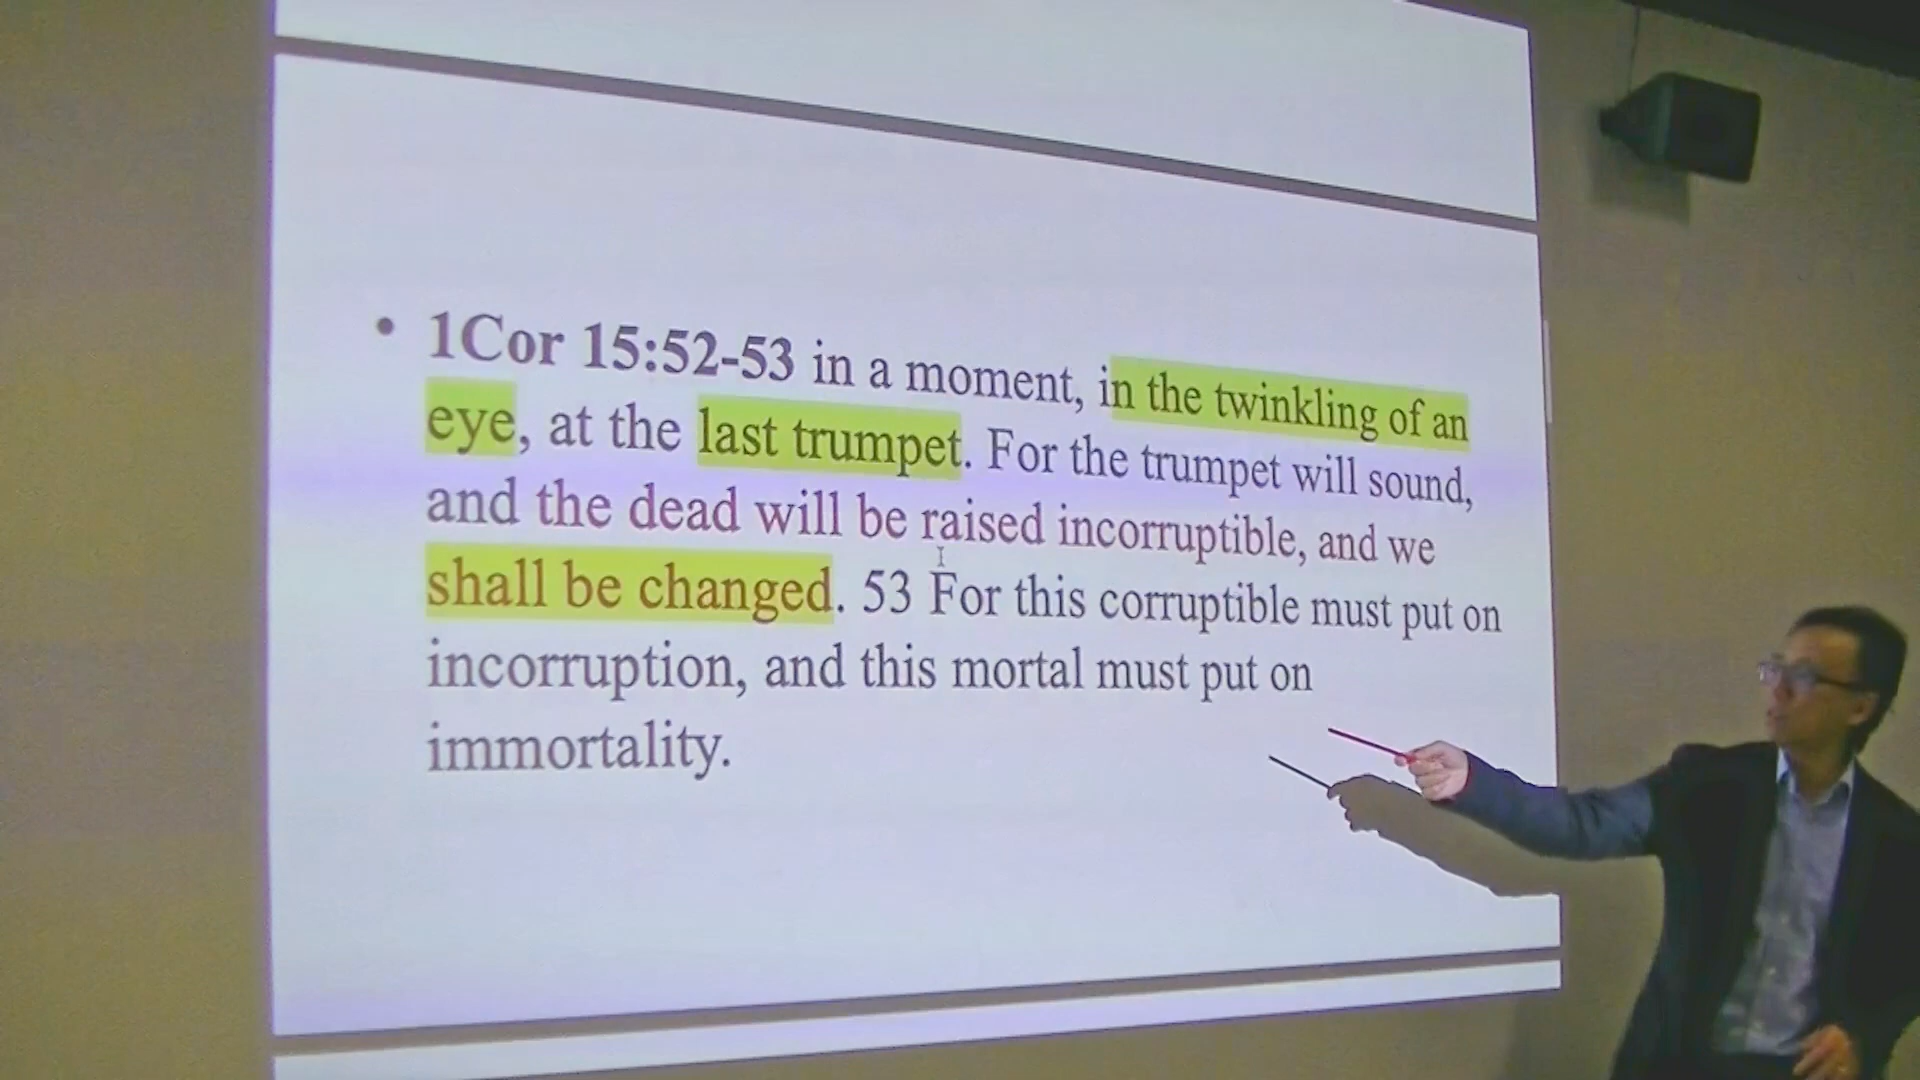 • 1Cor 15:52-53 in a moment, in the twinkling of an
eye, at the last trumpet. For the trumpet will sound,
and the dead will be raised incorruptible, and we
shall be changed. 53 For this corruptible must put on
incorruption, and this mortal must put on
immortality.